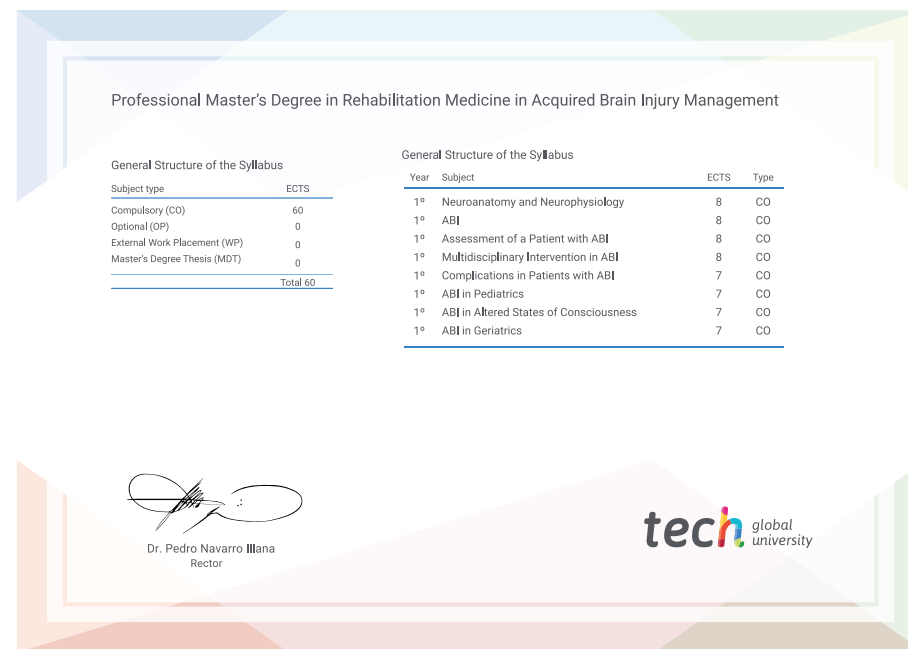 Professional Master's Degree in Rehabilitation Medicine in Acquired Brain Injury Management
General Structure of the Syllabus
Subject type ECTS
Compulsory (CO) 60
Optional (OP) 0
External Work Placement (WP) 0
Master's Degree Thesis (MDT) 0
Total 60
General Structure of the Syllabus
Year Subject ECTS Type
1º Neuroanatomy and Neurophysiology 8 CO
1º ABI 8 CO
1º Assessment of a Patient with ABI 8 CO
1º Multidisciplinary Intervention in ABI 8 CO
1º Complications in Patients with ABI 7 CO
1º ABI in Pediatrics 7 CO
1º ABI in Altered States of Consciousness 7 CO
1º ABI in Geriatrics 7 CO
Dr. Pedro Navarro Illana
Rector
tech global
university